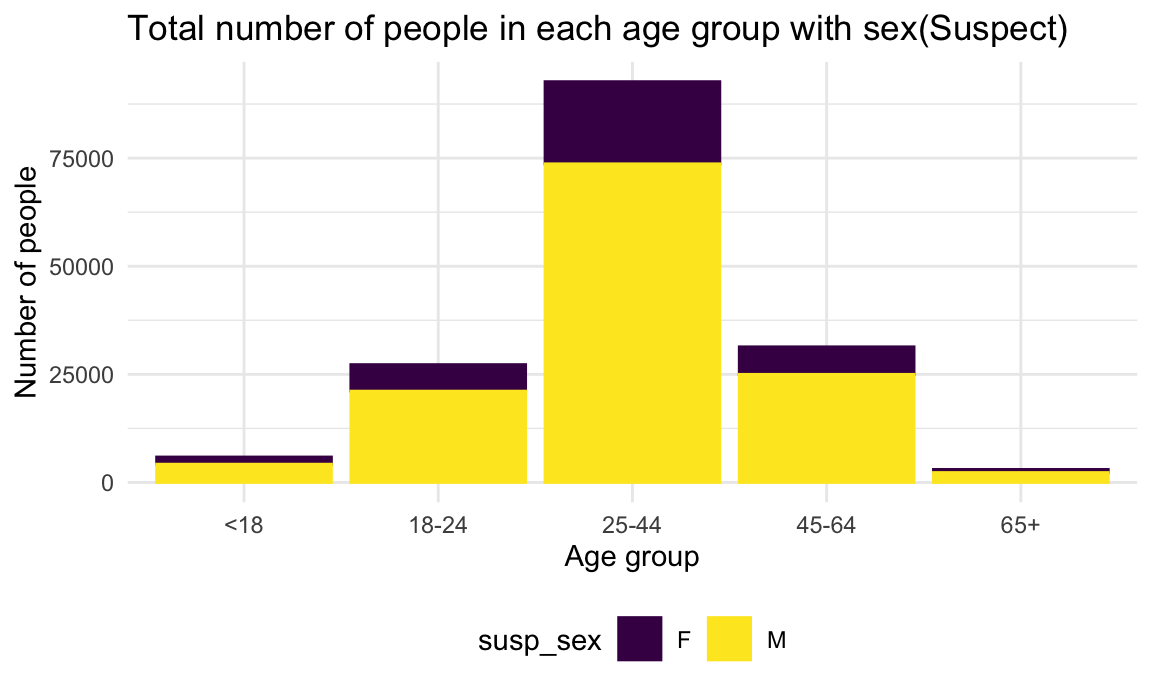 Total number of people in each age group with sex(Suspect)
Number of people
75000
50000
25000
0
<18
18-24
25-44
45-64
65+
Age group
susp_sex
F
M